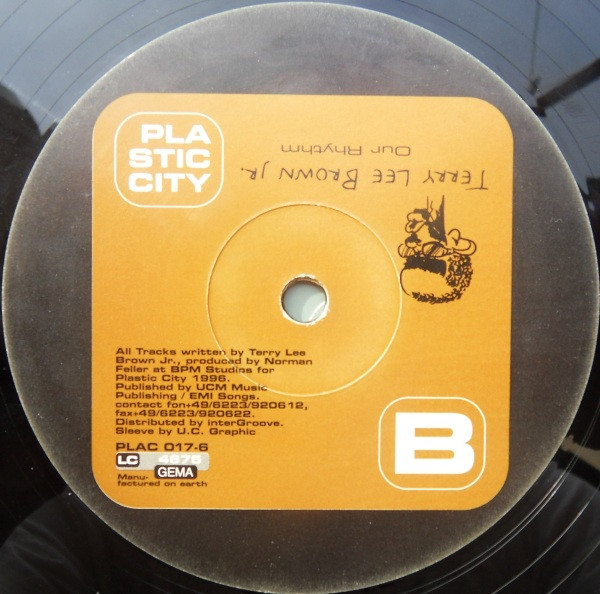 PLA
STIC
CITY
TERRY LEE BROWN JR.
Our Rhythm
All Tracks written by Terry Lee
Brown Jr., produced by Norman
Feller at BPM Studios for
Plastic City 1996.
Published by UCM Music
Publishing / EMI Songs.
contact fon+49/6223/920612,
fax+49/6223/920622.
Distributed by interGroove.
Sleeve by U.C. Graphic
PLAC 017-6
LC 4675
GEMA
Manu-
factured on earth
B